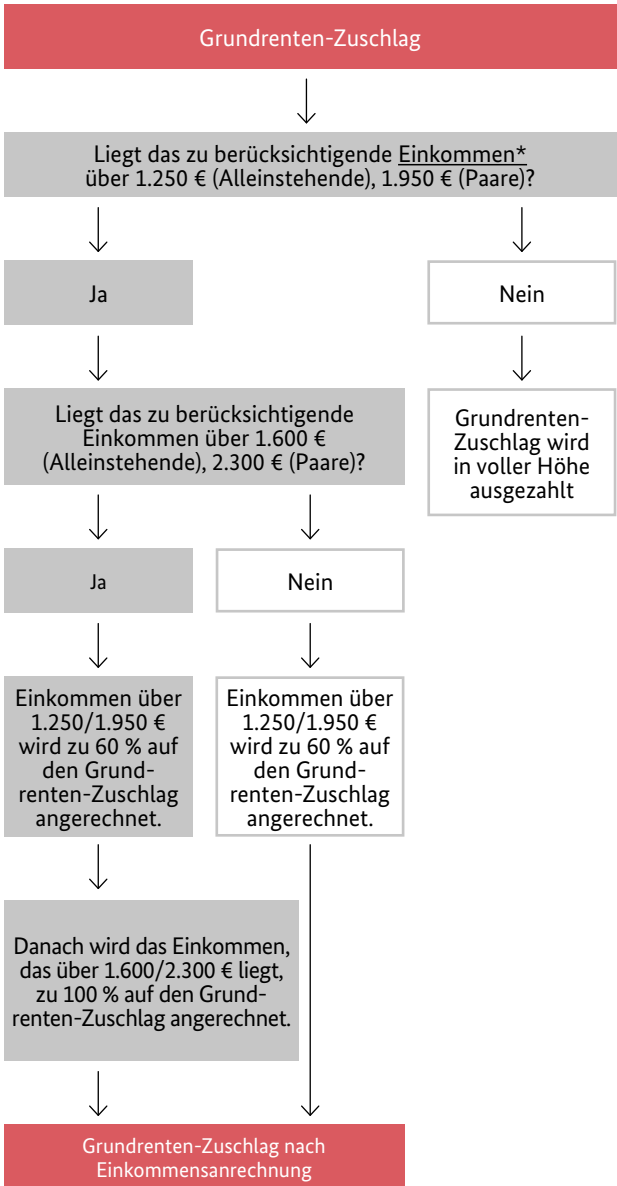 Grundrenten-Zuschlag
Liegt das zu berücksichtigende Einkommen*
über 1.250 € (Alleinstehende), 1.950 € (Paare)?
Ja
Nein
Liegt das zu berücksichtigende
Einkommen über 1.600 €
(Alleinstehende), 2.300 € (Paare)?
Grundrenten-
Zuschlag wird
in voller Höhe
ausgezahlt
Ja
Nein
Einkommen über
1.250/1.950 €
wird zu 60 % auf
den Grund-
renten-Zuschlag
angerechnet.
Einkommen über
1.250/1.950 €
wird zu 60 % auf
den Grund-
renten-Zuschlag
angerechnet.
Danach wird das Einkommen,
das über 1.600/2.300 € liegt,
zu 100 % auf den Grund-
renten-Zuschlag angerechnet.
Grundrenten-Zuschlag nach
Einkommensanrechnung